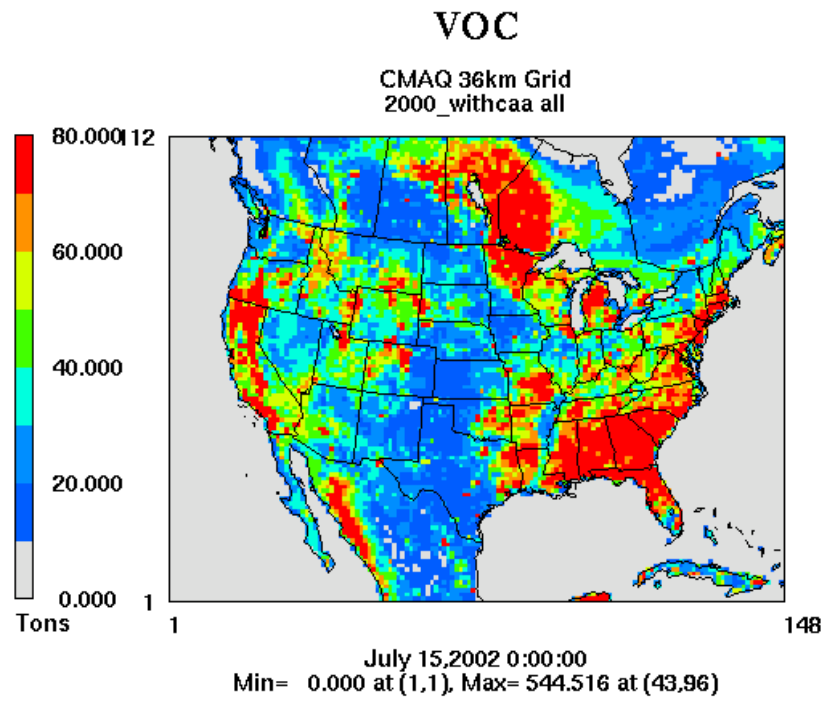 VOC
CMAQ 36km Grid
2000_withcaa all
80.000
60.000
40.000
20.000
0.000
Tons
112
1
1
148
July 15,2002 0:00:00
Min= 0.000 at (1,1), Max= 544.516 at (43,96)